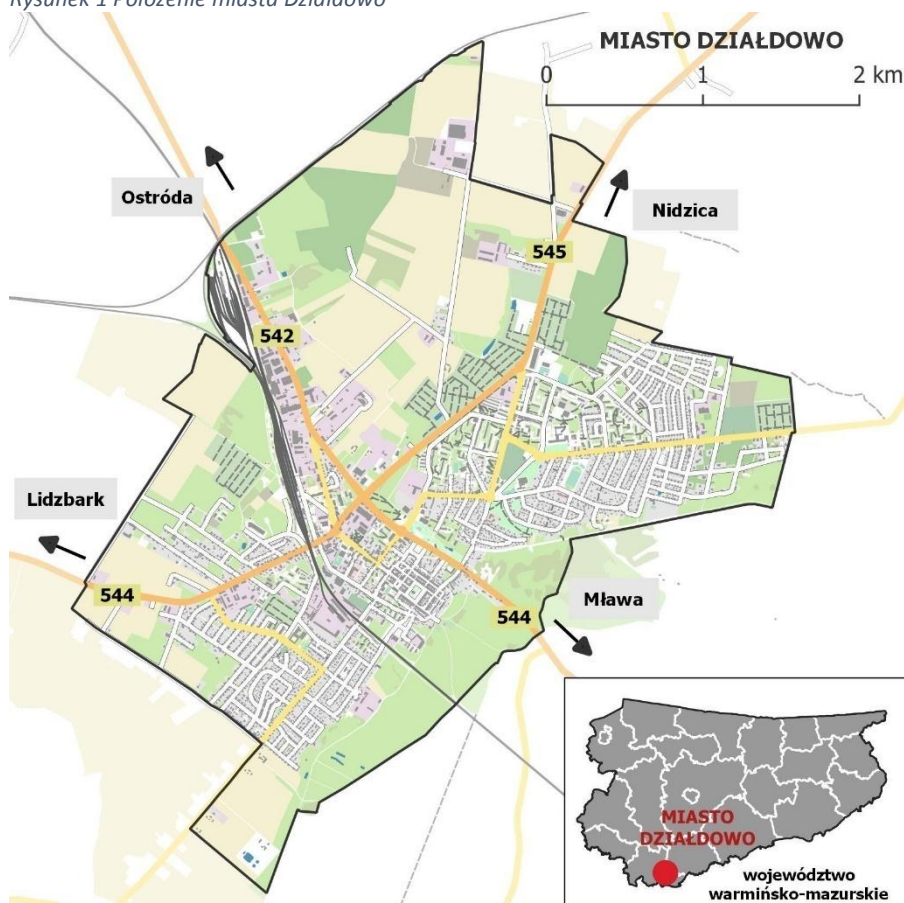 Rysunek 1 Położenie miasta Działdowo
MIASTO DZIAŁDOWO
0 1 2 km
Ostróda
Nidzica
545
542
Lidzbark
544
544
Mława
MIASTO
DZIAŁDOWO
województwo
warmińsko-mazurskie